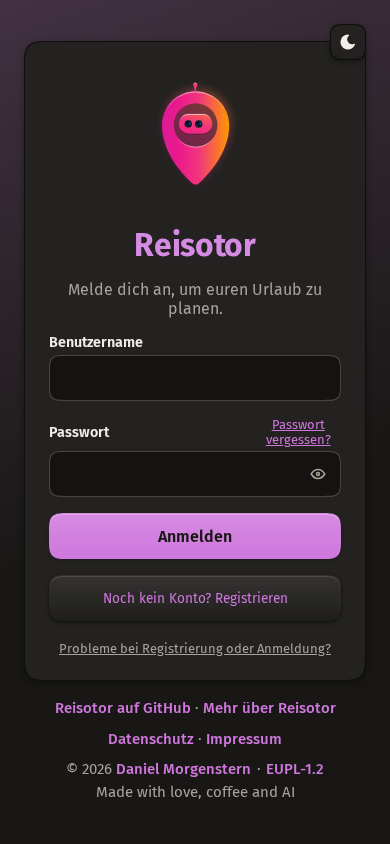 Reisotor
Melde dich an, um euren Urlaub zu
planen.
Benutzername
Passwort
Passwort
vergessen?
Anmelden
Noch kein Konto? Registrieren
Probleme bei Registrierung oder Anmeldung?
Reisotor auf GitHub · Mehr über Reisotor
Datenschutz · Impressum
© 2026 Daniel Morgenstern · EUPL-1.2
Made with love, coffee and AI